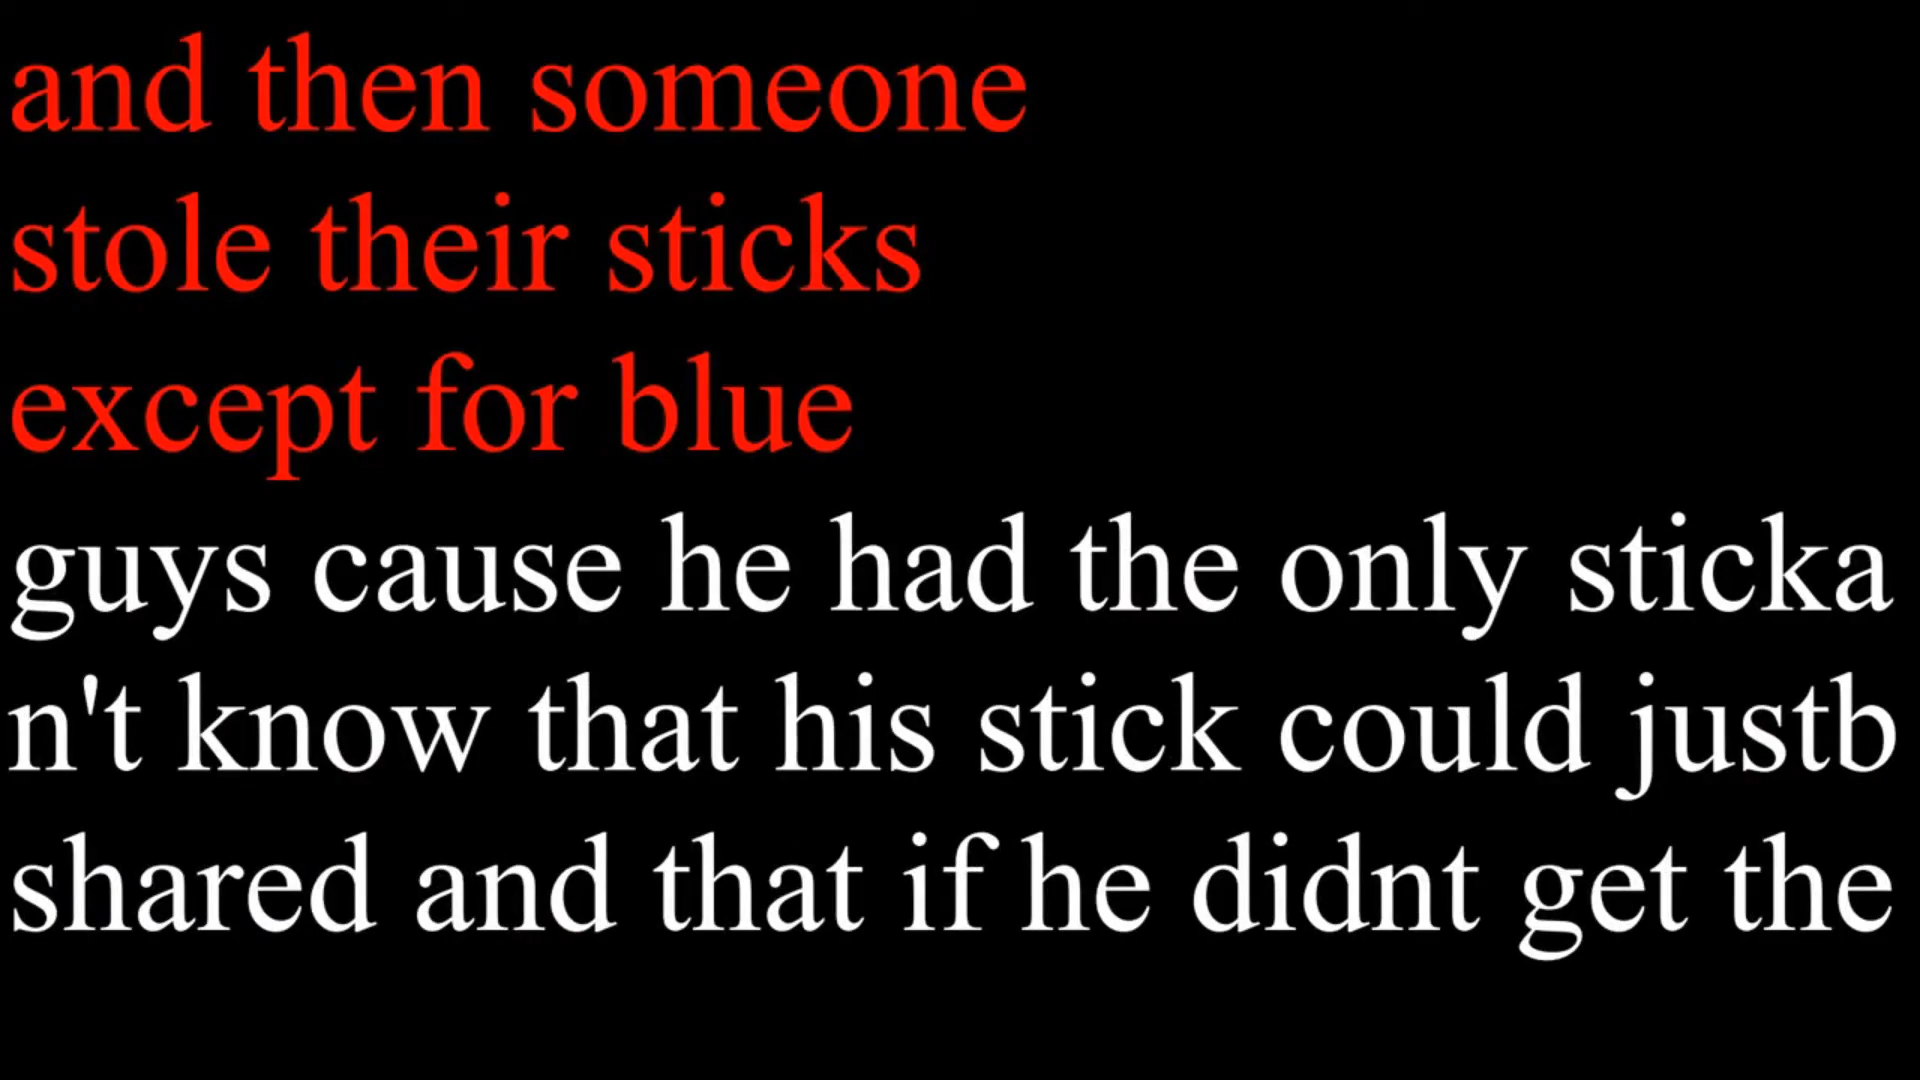 and then someone
stole their sticks
except for blue
guys cause he had the only sticka
n't know that his stick could justb
shared and that if he didnt get the